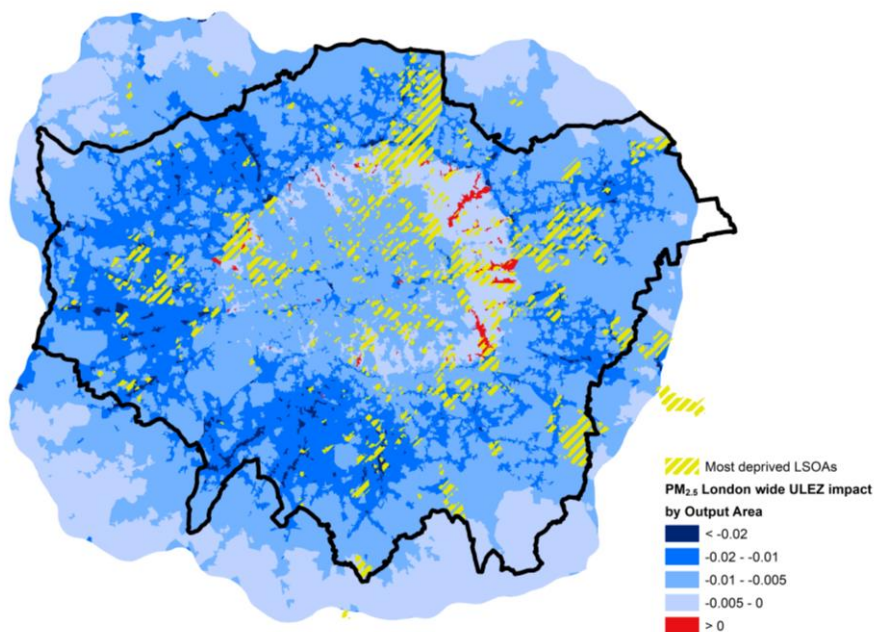 Most deprived LSOAs
PM2.5 London wide ULEZ impact
by Output Area
< -0.02
-0.02 - -0.01
-0.01 - -0.005
-0.005 - 0
> 0